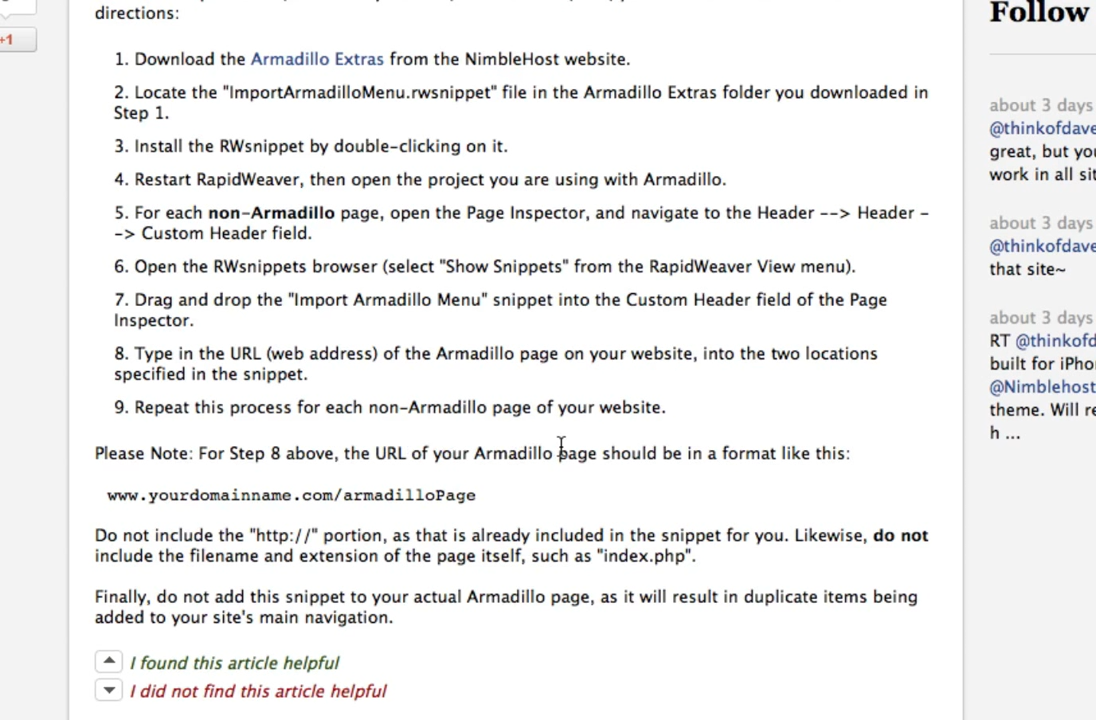 directions:
+1
1. Download the Armadillo Extras from the NimbleHost website.
2. Locate the "ImportArmadilloMenu.rwsnippet" file in the Armadillo Extras folder you downloaded in
Step 1.
3. Install the RWsnippet by double-clicking on it.
4. Restart RapidWeaver, then open the project you are using with Armadillo.
5. For each non-Armadillo page, open the Page Inspector, and navigate to the Header --> Header -
-> Custom Header field.
6. Open the RWsnippets browser (select "Show Snippets" from the RapidWeaver View menu).
7. Drag and drop the "Import Armadillo Menu" snippet into the Custom Header field of the Page
Inspector.
8. Type in the URL (web address) of the Armadillo page on your website, into the two locations
specified in the snippet.
9. Repeat this process for each non-Armadillo page of your website.
Please Note: For Step 8 above, the URL of your Armadillo page should be in a format like this:
www.yourdomainname.com/armadilloPage
Do not include the "http://" portion, as that is already included in the snippet for you. Likewise, do not
include the filename and extension of the page itself, such as "index.php".
Finally, do not add this snippet to your actual Armadillo page, as it will result in duplicate items being
added to your site's main navigation.
I found this article helpful
I did not find this article helpful
Follow
about 3 days
@thinkofdave
great, but you
work in all
about 3 days
@thinkofdave
that site~
about 3 days
RT @thinkofd
built for iPho
@Nimblehost
theme. Will re
h ...